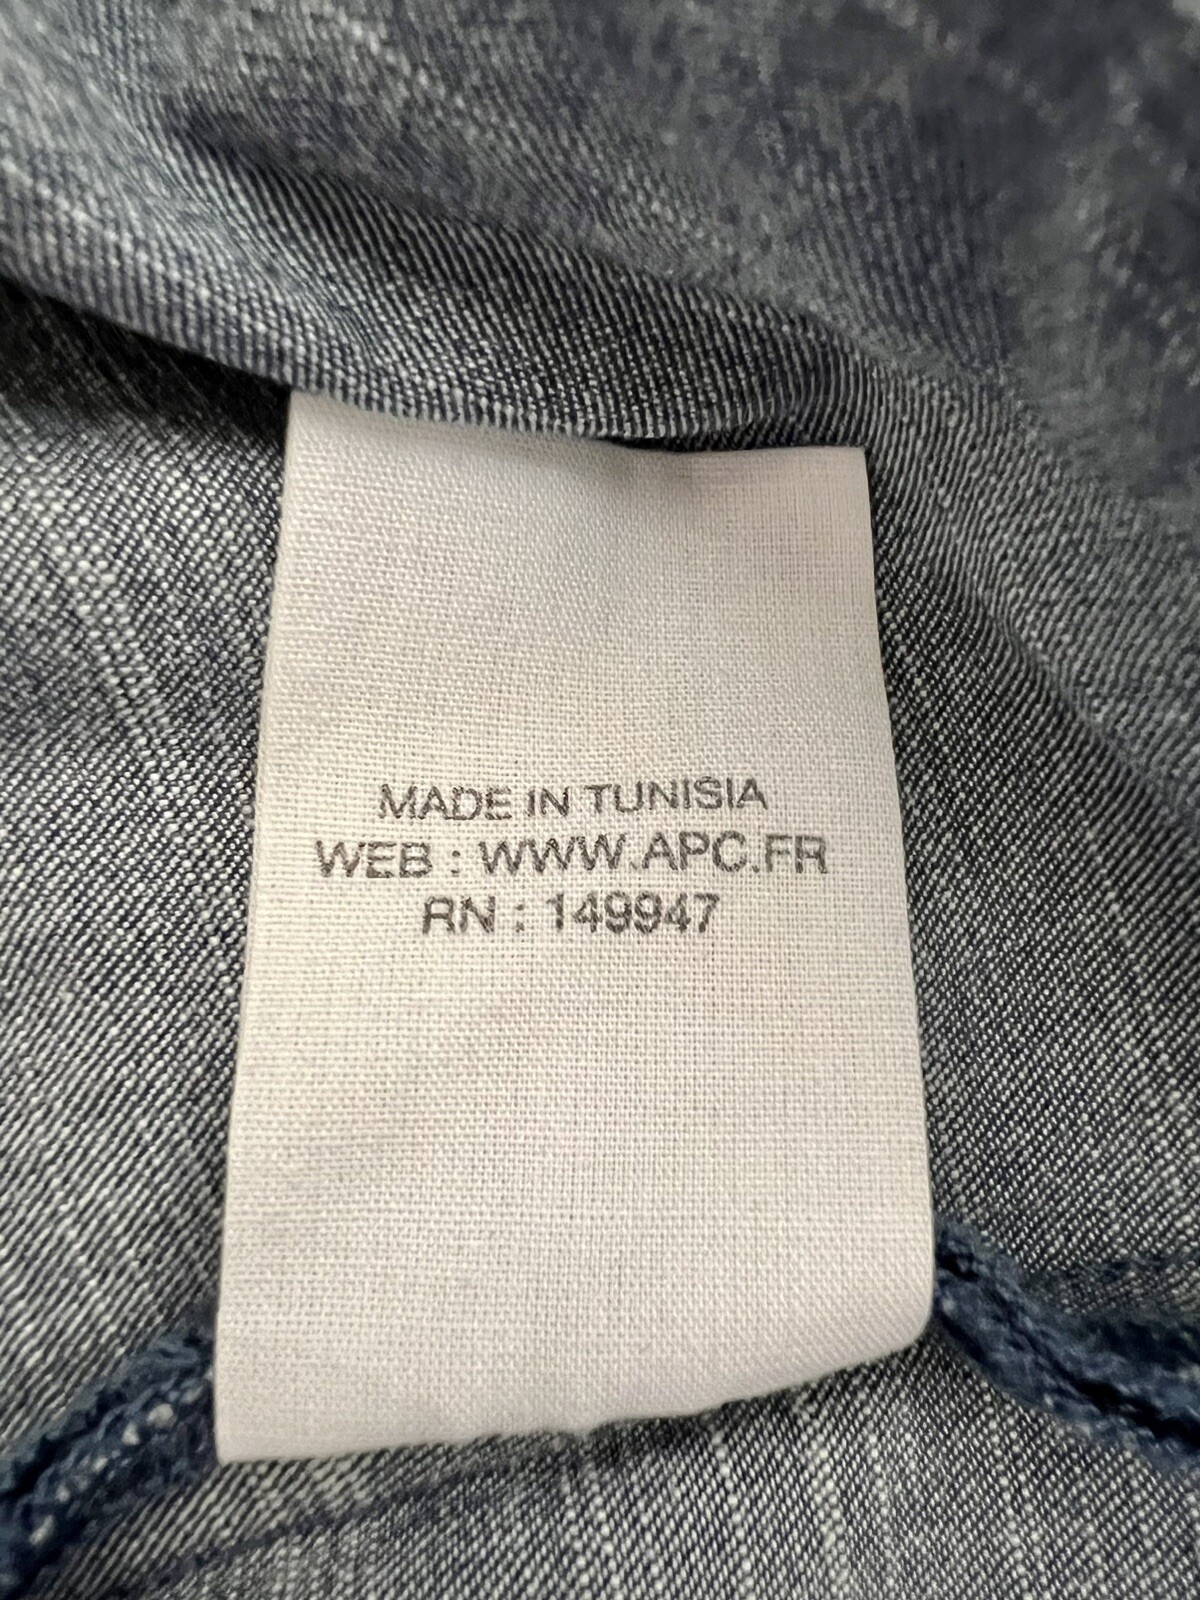 MADE IN TUNISIA
WEB : WWW.APC.FR
RN : 149947